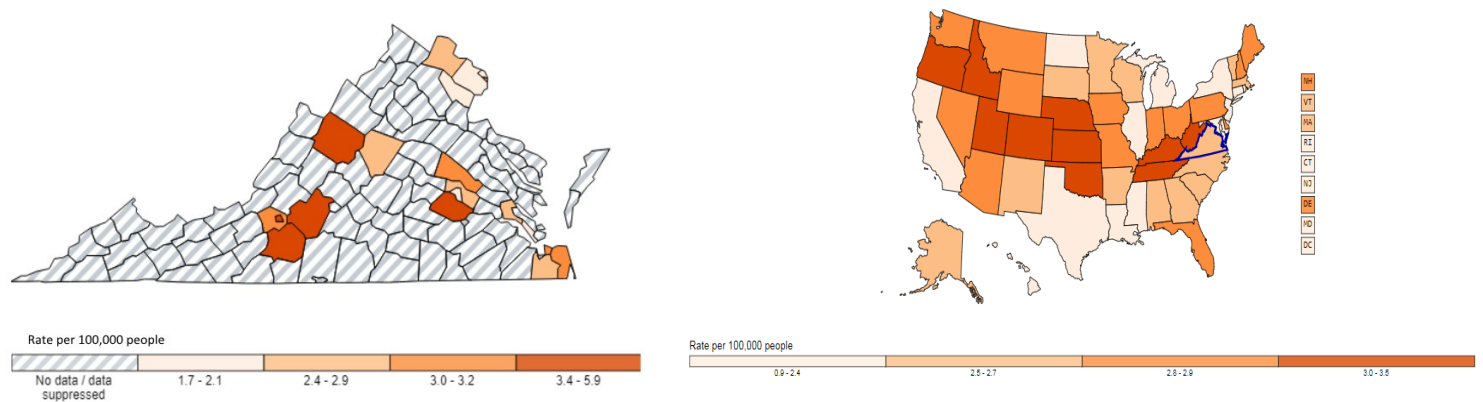 NH
VT
MA
RI
CT
NJ
DE
MD
DC
Rate per 100,000 people
No data / data
suppressed
1.7 - 2.1
2.4 - 2.9
3.0 - 3.2
3.4 - 5.9
Rate per 100,000 people
0.9 - 2.4
2.5 - 2.7
2.8 - 2.9
3.0 - 3.5